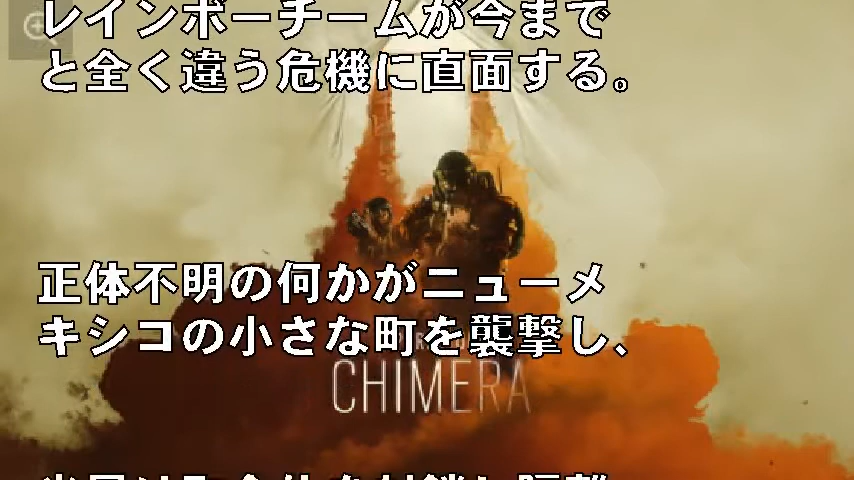 レインボーチームが今まで
と全く違う危機に直面する。
正体不明の何かがニューメ
キシコの小さな町を襲撃し、
CHIMERA